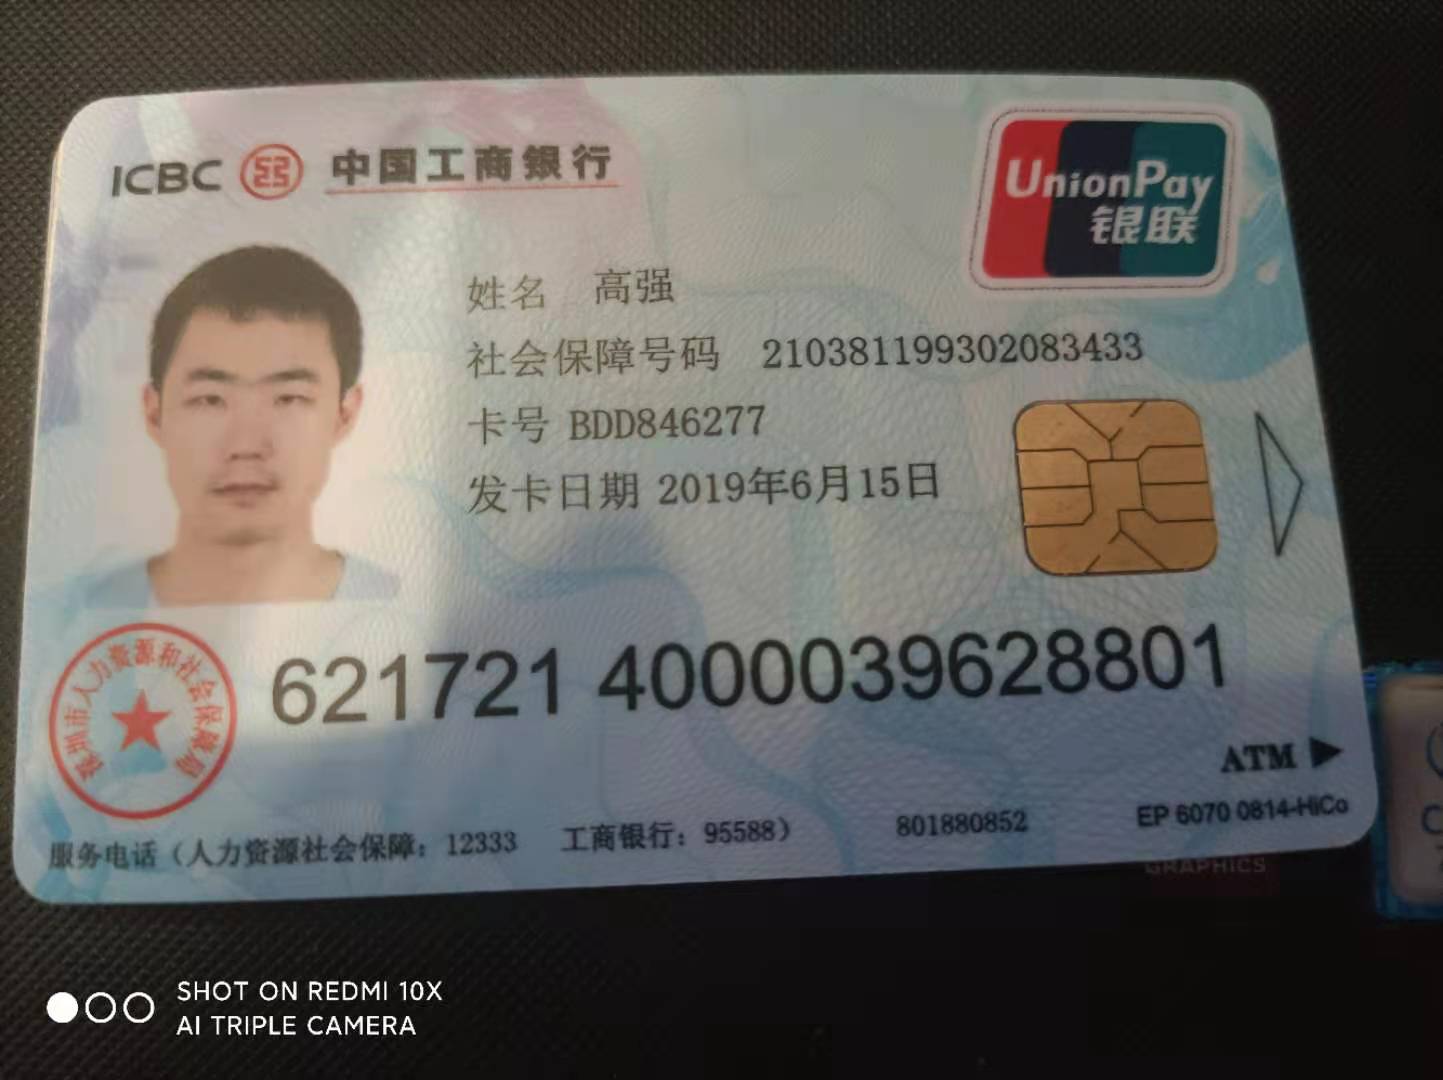 ICBC 中国工商银行
UnionPay
银联
姓名 高强
社会保障号码 210381199302083433
卡号 BDD846277
发卡日期 2019年6月15日
621721 4000039628801
深圳市人力资源和社会保障局
ATM
服务电话（人力资源社会保障：12333 工商银行：95588） 801880852 EP 6070 0814-HiCo
GRAPHICS
SHOT ON REDMI 10X
AI TRIPLE CAMERA